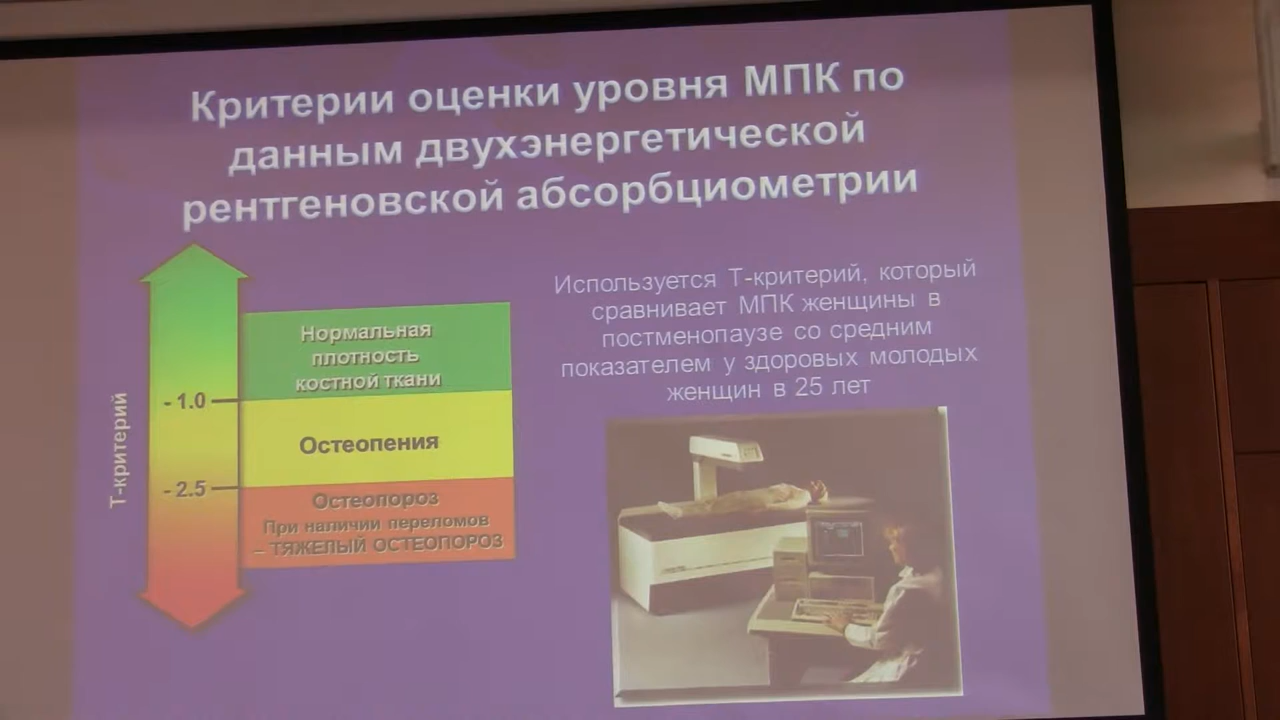 Критерии оценки уровня МПК по
данным двухэнергетической
рентгеновской абсорбциометрии
Используется Т-критерий, который
сравнивает МПК женщины в
постменопаузе со средним
показателем у здоровых молодых
женщин в 25 лет
Т-критерий
- 1.0
- 2.5
Нормальная
плотность
костной ткани
Остеопения
Остеопороз
При наличии переломов
– ТЯЖЕЛЫЙ ОСТЕОПОРОЗ